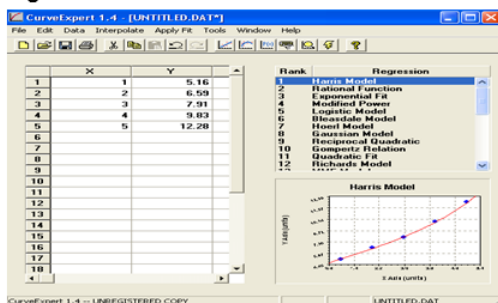 CurveExpert 1.4 - [UNTITLED.DAT*]
File Edit Data Interpolate Apply Fit Tools Window Help
X Y
1 1 5.16
2 2 6.59
3 3 7.91
4 4 9.83
5 5 12.28
6
7
8
9
10
11
12
13
14
15
16
17
18
Rank Regression
1 Harris Model
2 Rational Function
3 Exponential Fit
4 Modified Power
5 Logistic Model
6 Bleasdale Model
7 Hoerl Model
8 Gaussian Model
9 Reciprocal Quadratic
10 Gompertz Relation
11 Quadratic Fit
12 Richards Model
Harris Model
Y Axis (units)
X Axis (units)
CurveExpert 1.4 -- UNREGISTERED COPY
UNTITLED.DAT